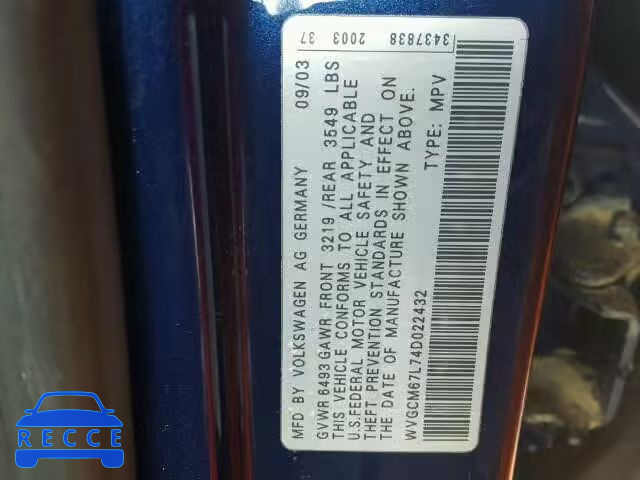 3437838 2003 37
MFD BY VOLKSWAGEN AG GERMANY 09/03
GVWR 6493 GAWR FRONT 3219 /REAR 3549 LBS
THIS VEHICLE CONFORMS TO ALL APPLICABLE
U.S.FEDERAL MOTOR VEHICLE SAFETY AND
THEFT PREVENTION STANDARDS IN EFFECT ON
THE DATE OF MANUFACTURE SHOWN ABOVE.
WVGCM67L74D022432 TYPE: MPV
RECCE